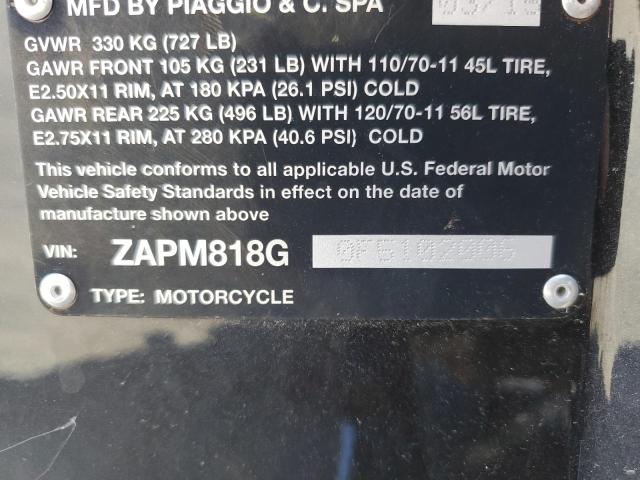 MFD BY PIAGGIO & C. SPA
GVWR 330 KG (727 LB)
GAWR FRONT 105 KG (231 LB) WITH 110/70-11 45L TIRE,
E2.50X11 RIM, AT 180 KPA (26.1 PSI) COLD
GAWR REAR 225 KG (496 LB) WITH 120/70-11 56L TIRE,
E2.75X11 RIM, AT 280 KPA (40.6 PSI) COLD
This vehicle conforms to all applicable U.S. Federal Motor
Vehicle Safety Standards in effect on the date of
manufacture shown above
VIN: ZAPM818G
TYPE: MOTORCYCLE